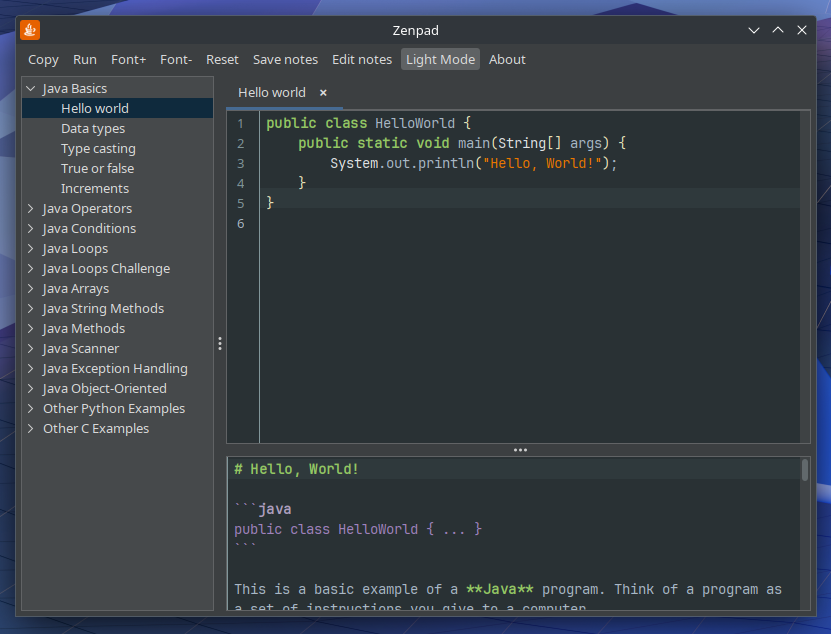 Zenpad
Copy Run Font+ Font- Reset Save notes Edit notes Light Mode About
Java Basics
Hello world
Data types
Type casting
True or false
Increments
Java Operators
Java Conditions
Java Loops
Java Loops Challenge
Java Arrays
Java String Methods
Java Methods
Java Scanner
Java Exception Handling
Java Object-Oriented
Other Python Examples
Other C Examples
Hello world ×
1 public class HelloWorld {
2     public static void main(String[] args) {
3         System.out.println("Hello, World!");
4     }
5 }
6
# Hello, World!
```java
public class HelloWorld { ... }
```
This is a basic example of a **Java** program. Think of a program as
a set of instructions you give to a computer